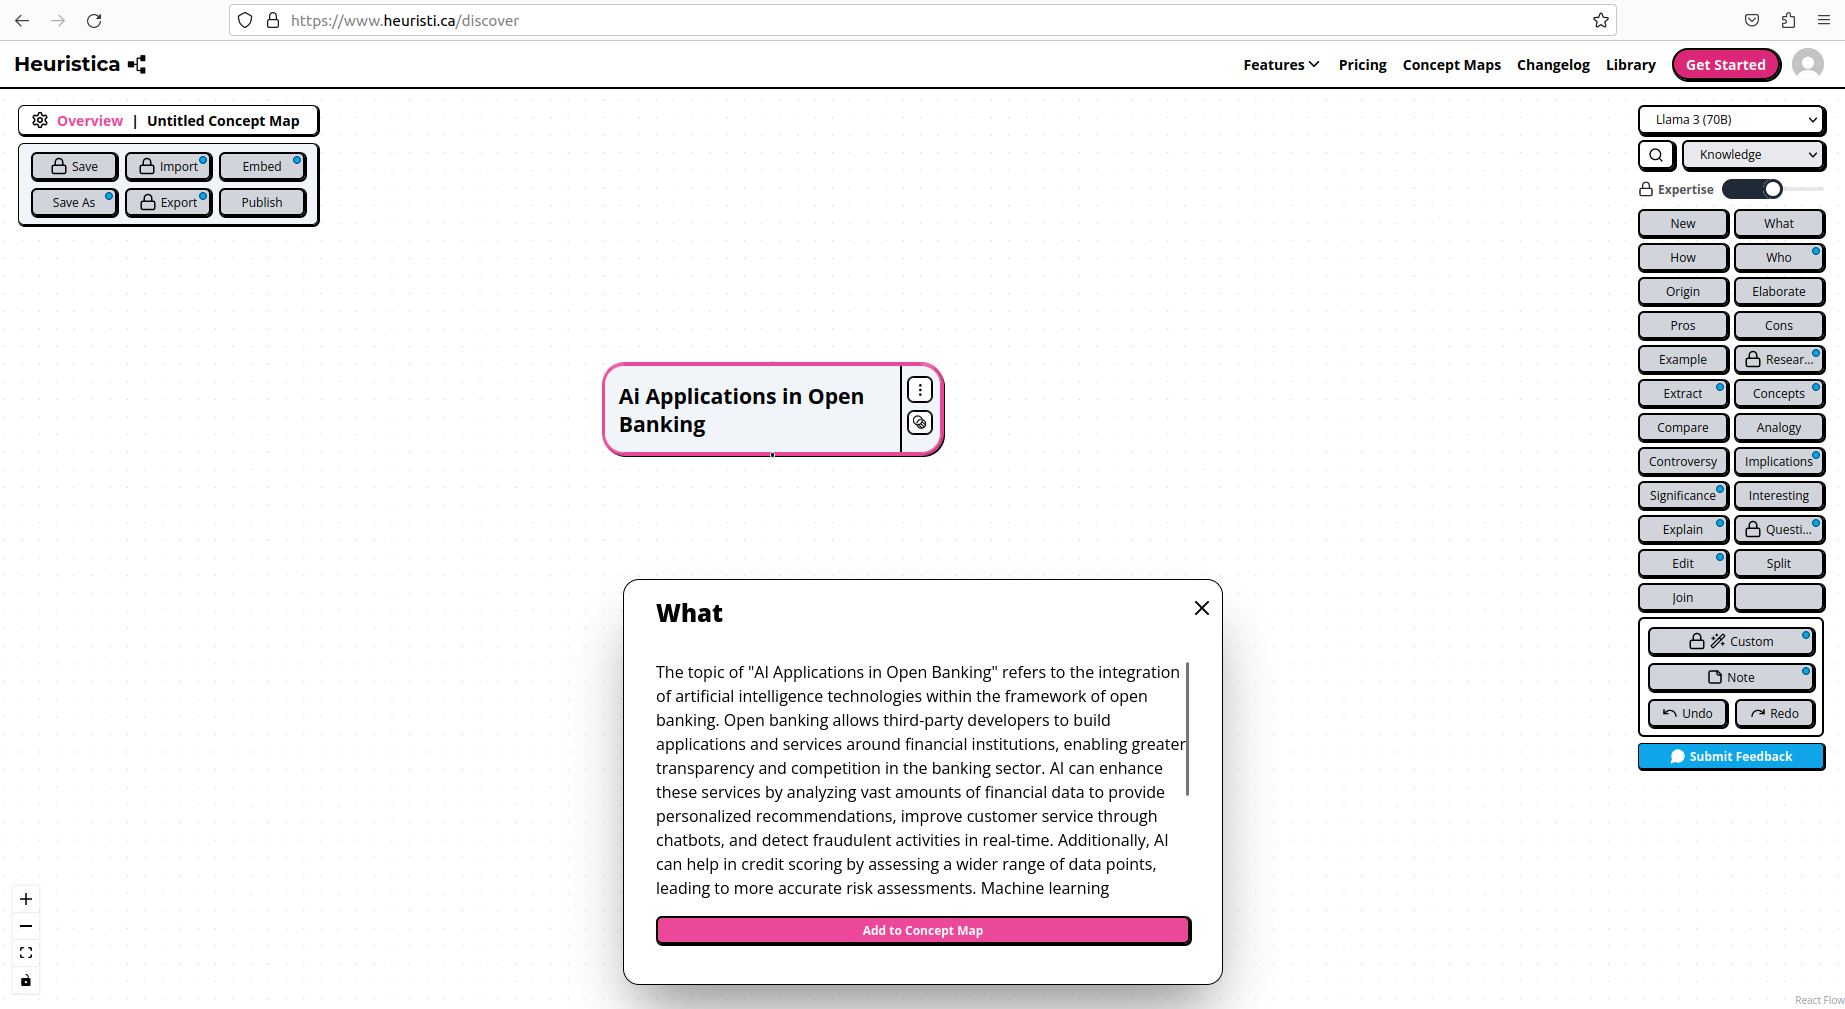 https://www.heuristi.ca/discover
Heuristica
Features
Pricing
Concept Maps
Changelog
Library
Get Started
Overview | Untitled Concept Map
Save
Import
Embed
Save As
Export
Publish
Llama 3 (70B)
Knowledge
Expertise
New
What
How
Who
Origin
Elaborate
Pros
Cons
Example
Resear...
Extract
Concepts
Compare
Analogy
Controversy
Implications
Significance
Interesting
Explain
Questi...
Edit
Split
Join
Custom
Note
Undo
Redo
Submit Feedback
Ai Applications in Open
Banking
What
The topic of "AI Applications in Open Banking" refers to the integration
of artificial intelligence technologies within the framework of open
banking. Open banking allows third-party developers to build
applications and services around financial institutions, enabling greater
transparency and competition in the banking sector. AI can enhance
these services by analyzing vast amounts of financial data to provide
personalized recommendations, improve customer service through
chatbots, and detect fraudulent activities in real-time. Additionally, AI
can help in credit scoring by assessing a wider range of data points,
leading to more accurate risk assessments. Machine learning
Add to Concept Map
React Flow